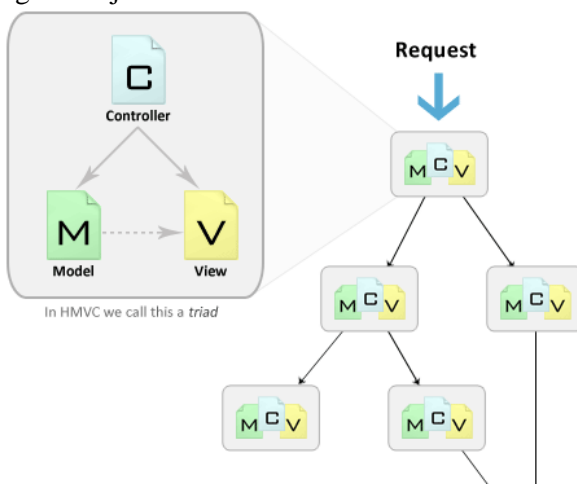 Request
C
Controller
M
V
Model
View
In HMVC we call this a triad
M C V
M C V
M C V
M C V
M C V